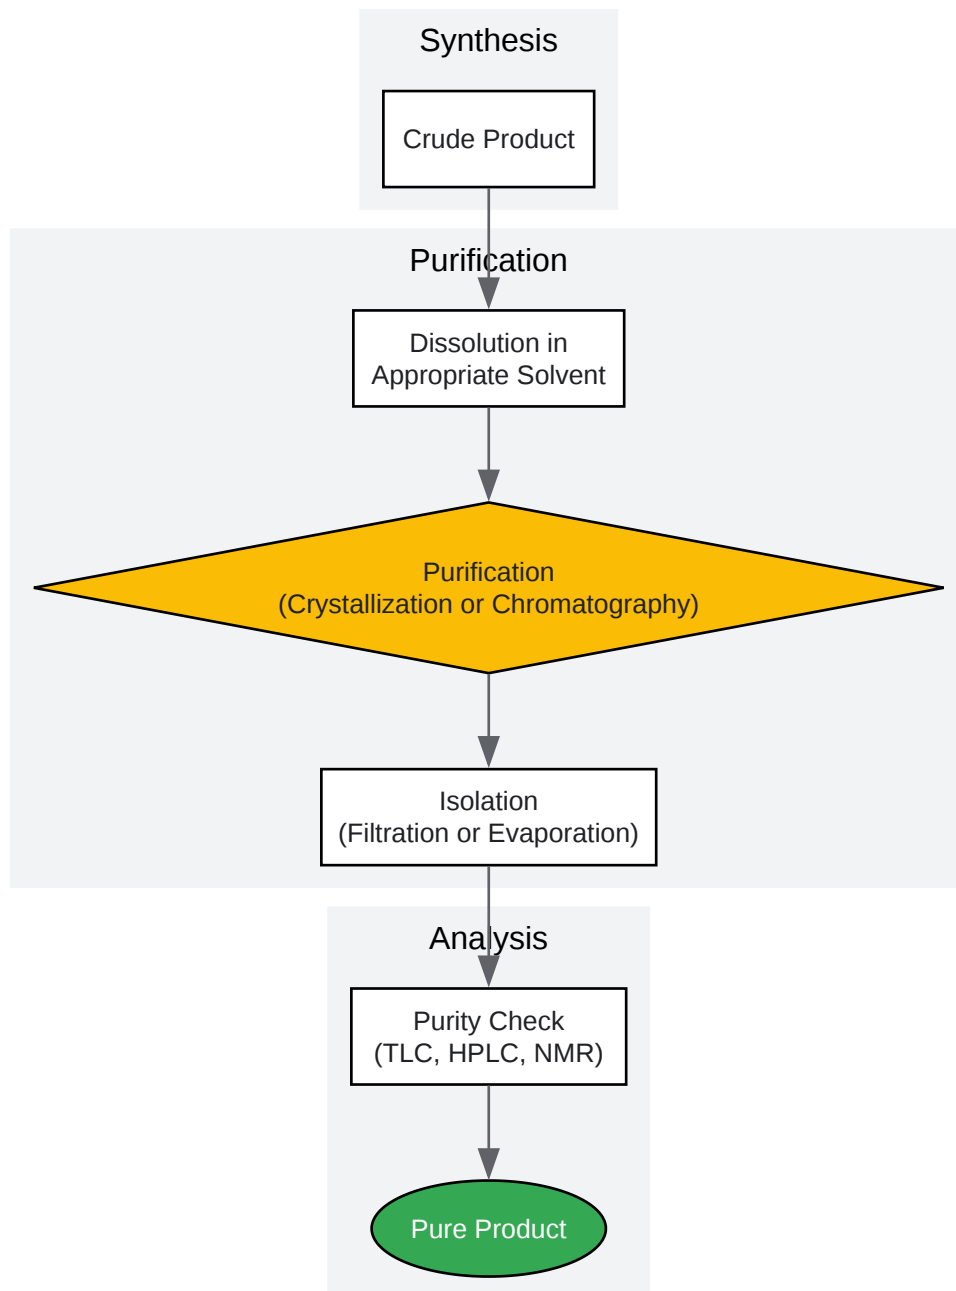 Synthesis
Crude Product
Purification
Dissolution in
Appropriate Solvent
Purification
(Crystallization or Chromatography)
Isolation
(Filtration or Evaporation)
Analysis
Purity Check
(TLC, HPLC, NMR)
Pure Product